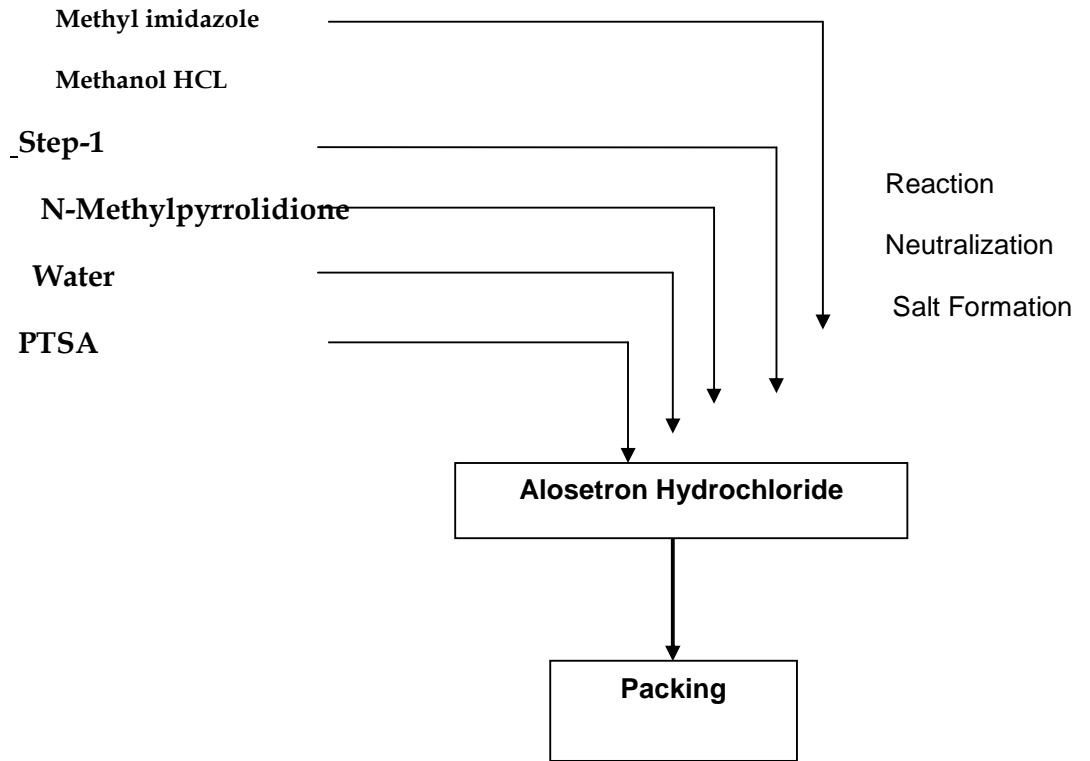 Methyl imidazole
Methanol HCL
Step-1
N-Methylpyrrolidione
Water
PTSA
Reaction
Neutralization
Salt Formation
Alosetron Hydrochloride
Packing